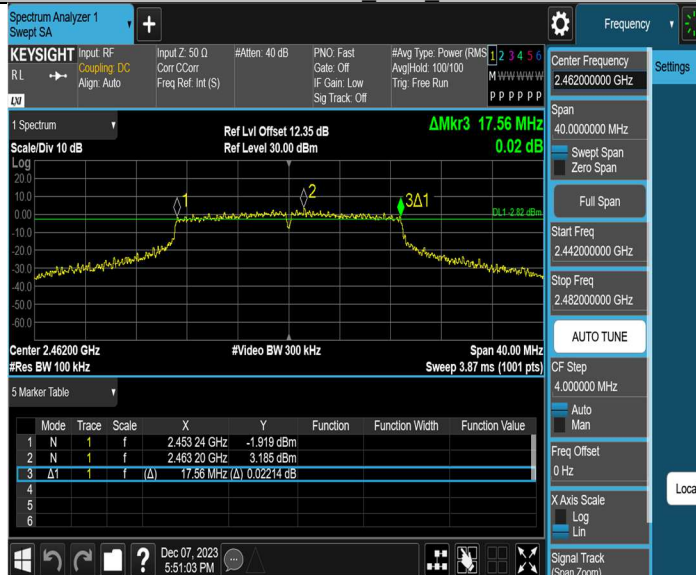 Spectrum Analyzer 1
Swept SA
+
Frequency
KEYSIGHT Input: RF Input Z: 50 Ω #Atten: 40 dB PNO: Fast #Avg Type: Power (RMS 1 2 3 4 5 6
RL Coupling: DC Corr CCorr Gate: Off Avg|Hold: 100/100 M W W W W W
Align: Auto Freq Ref: Int (S) IF Gain: Low Trig: Free Run
LXI Sig Track: Off P P P P P P
1 Spectrum
Ref Lvl Offset 12.35 dB ΔMkr3 17.56 MHz
Scale/Div 10 dB Ref Level 30.00 dBm 0.02 dB
Log
20.0
10.0
0.00
-10.0
-20.0
-30.0
-40.0
-50.0
-60.0
1
2
3Δ1
DL1 -2.82 dBm
Center 2.46200 GHz #Video BW 300 kHz Span 40.00 MHz
#Res BW 100 kHz Sweep 3.87 ms (1001 pts)
5 Marker Table
Mode Trace Scale X Y Function Function Width Function Value
1 N 1 f 2.453 24 GHz -1.919 dBm
2 N 1 f 2.463 20 GHz 3.185 dBm
3 Δ1 1 f (Δ) 17.56 MHz (Δ) 0.02214 dB
4
5
6
? Dec 07, 2023
5:51:03 PM
Center Frequency
2.462000000 GHz
Settings
Span
40.0000000 MHz
Swept Span
Zero Span
Full Span
Start Freq
2.442000000 GHz
Stop Freq
2.482000000 GHz
AUTO TUNE
CF Step
4.000000 MHz
Auto
Man
Freq Offset
0 Hz
Loca
X Axis Scale
Log
Lin
Signal Track
(Span Zoom)